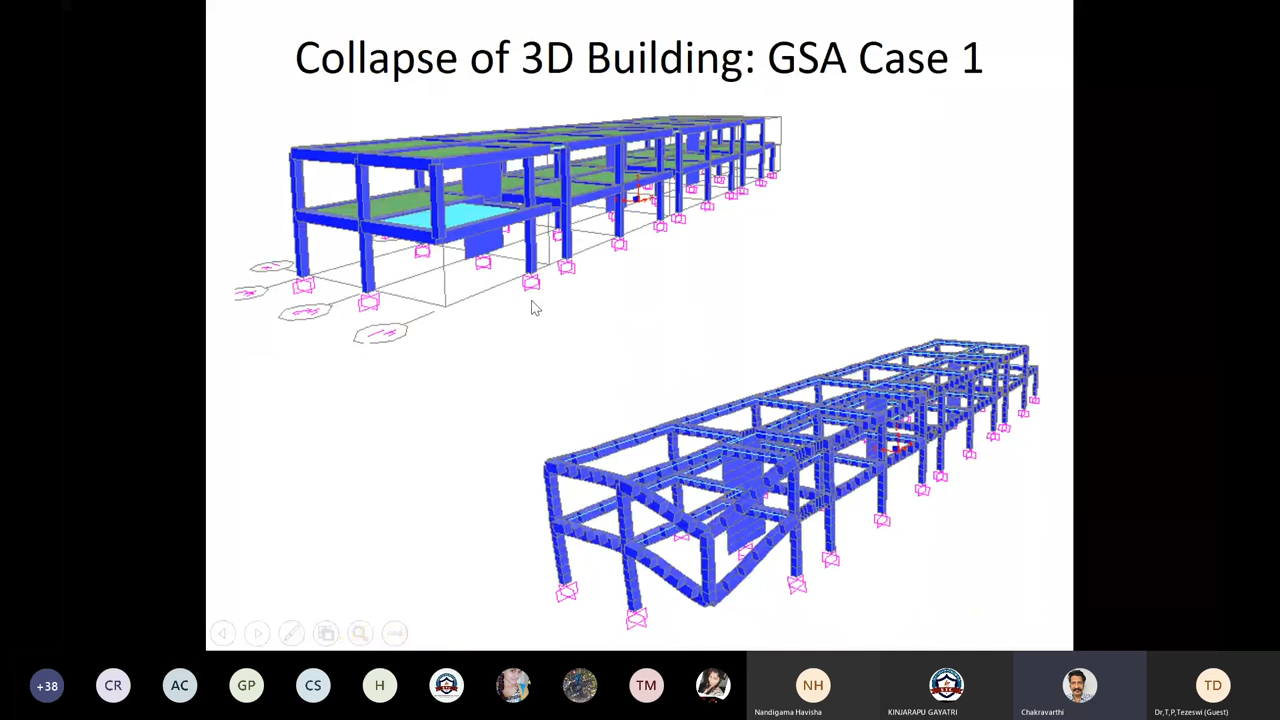 Collapse of 3D Building: GSA Case 1
+38
CR
AC
GP
CS
H
TM
NH
TD
Nandigama Havisha
KINJARAPU GAYATRI
Chakravarthi
Dr,T,P,Tezeswi (Guest)